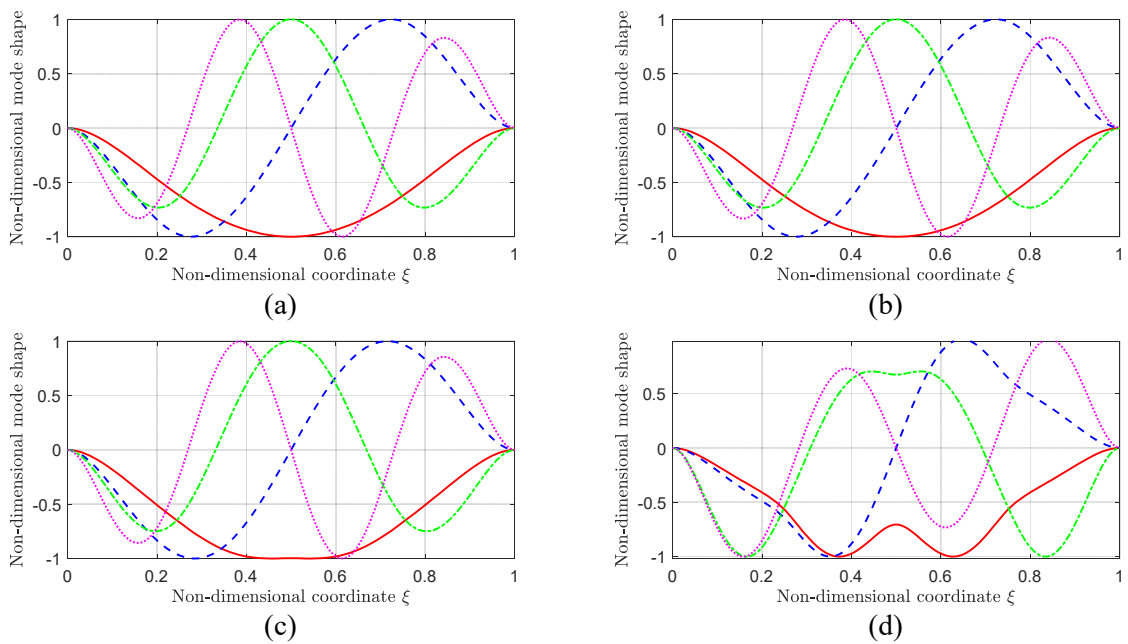 Non-dimensional mode shape
1
0.5
0
-0.5
-1
0 0.2 0.4 0.6 0.8 1
Non-dimensional coordinate ξ
(a)
Non-dimensional mode shape
1
0.5
0
-0.5
-1
0 0.2 0.4 0.6 0.8 1
Non-dimensional coordinate ξ
(b)
Non-dimensional mode shape
1
0.5
0
-0.5
-1
0 0.2 0.4 0.6 0.8 1
Non-dimensional coordinate ξ
(c)
Non-dimensional mode shape
0.5
0
-0.5
-1
0 0.2 0.4 0.6 0.8 1
Non-dimensional coordinate ξ
(d)